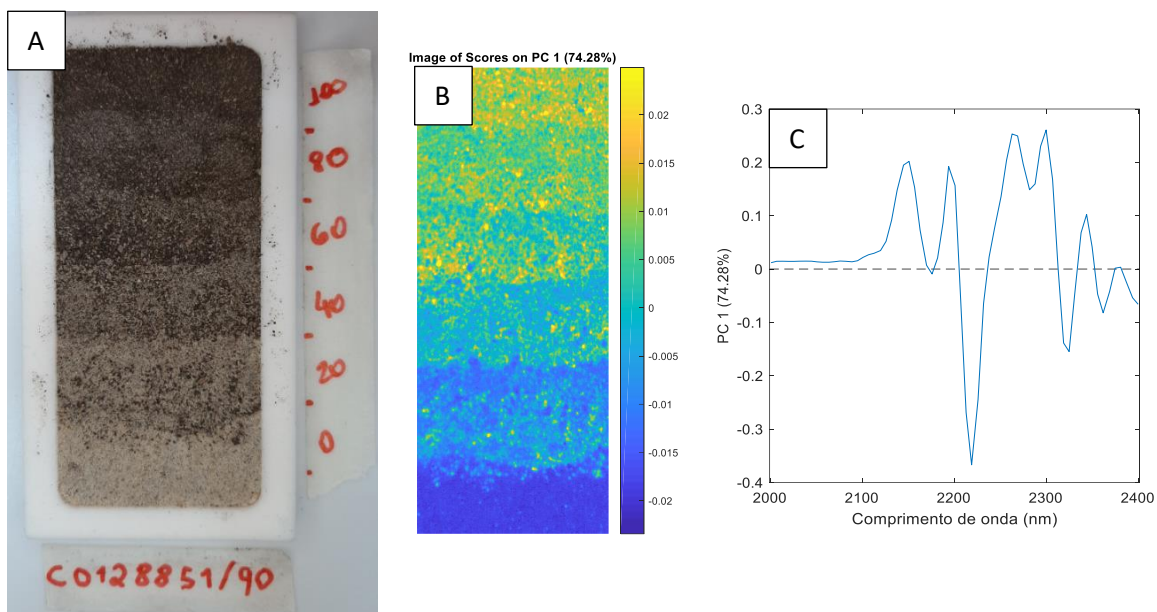 A
100
80
60
40
20
0
CO128851/90
Image of Scores on PC 1 (74.28%)
B
0.02
0.015
0.01
0.005
0
-0.005
-0.01
-0.015
-0.02
C
PC 1 (74.28%)
0.3
0.2
0.1
0
-0.1
-0.2
-0.3
-0.4
2000 2100 2200 2300 2400
Comprimento de onda (nm)